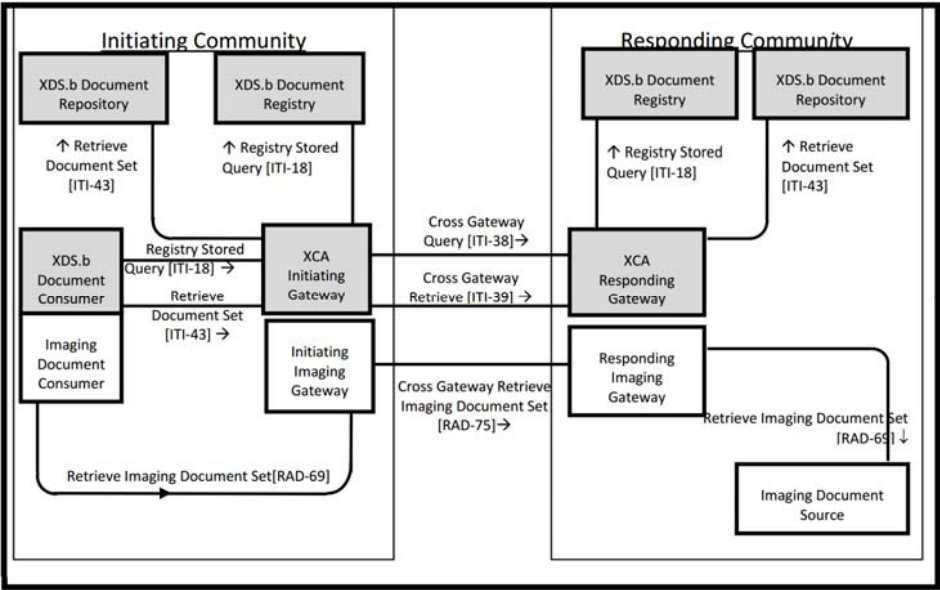 Initiating Community
Responding Community
XDS.b Document
Repository
XDS.b Document
Registry
XDS.b Document
Registry
XDS.b Document
Repository
↑ Retrieve
Document Set
[ITI-43]
↑ Registry Stored
Query [ITI-18]
↑ Registry Stored
Query [ITI-18]
↑ Retrieve
Document Set
[ITI-43]
XDS.b
Document
Consumer
Registry Stored
Query [ITI-18] →
Retrieve
Document Set
[ITI-43] →
XCA
Initiating
Gateway
Cross Gateway
Query [ITI-38]→
Cross Gateway
Retrieve [ITI-39] →
XCA
Responding
Gateway
Imaging
Document
Consumer
Initiating
Imaging
Gateway
Cross Gateway Retrieve
Imaging Document Set
[RAD-75]→
Responding
Imaging
Gateway
Retrieve Imaging Document Set
[RAD-69] ↓
Retrieve Imaging Document Set[RAD-69]
Imaging Document
Source